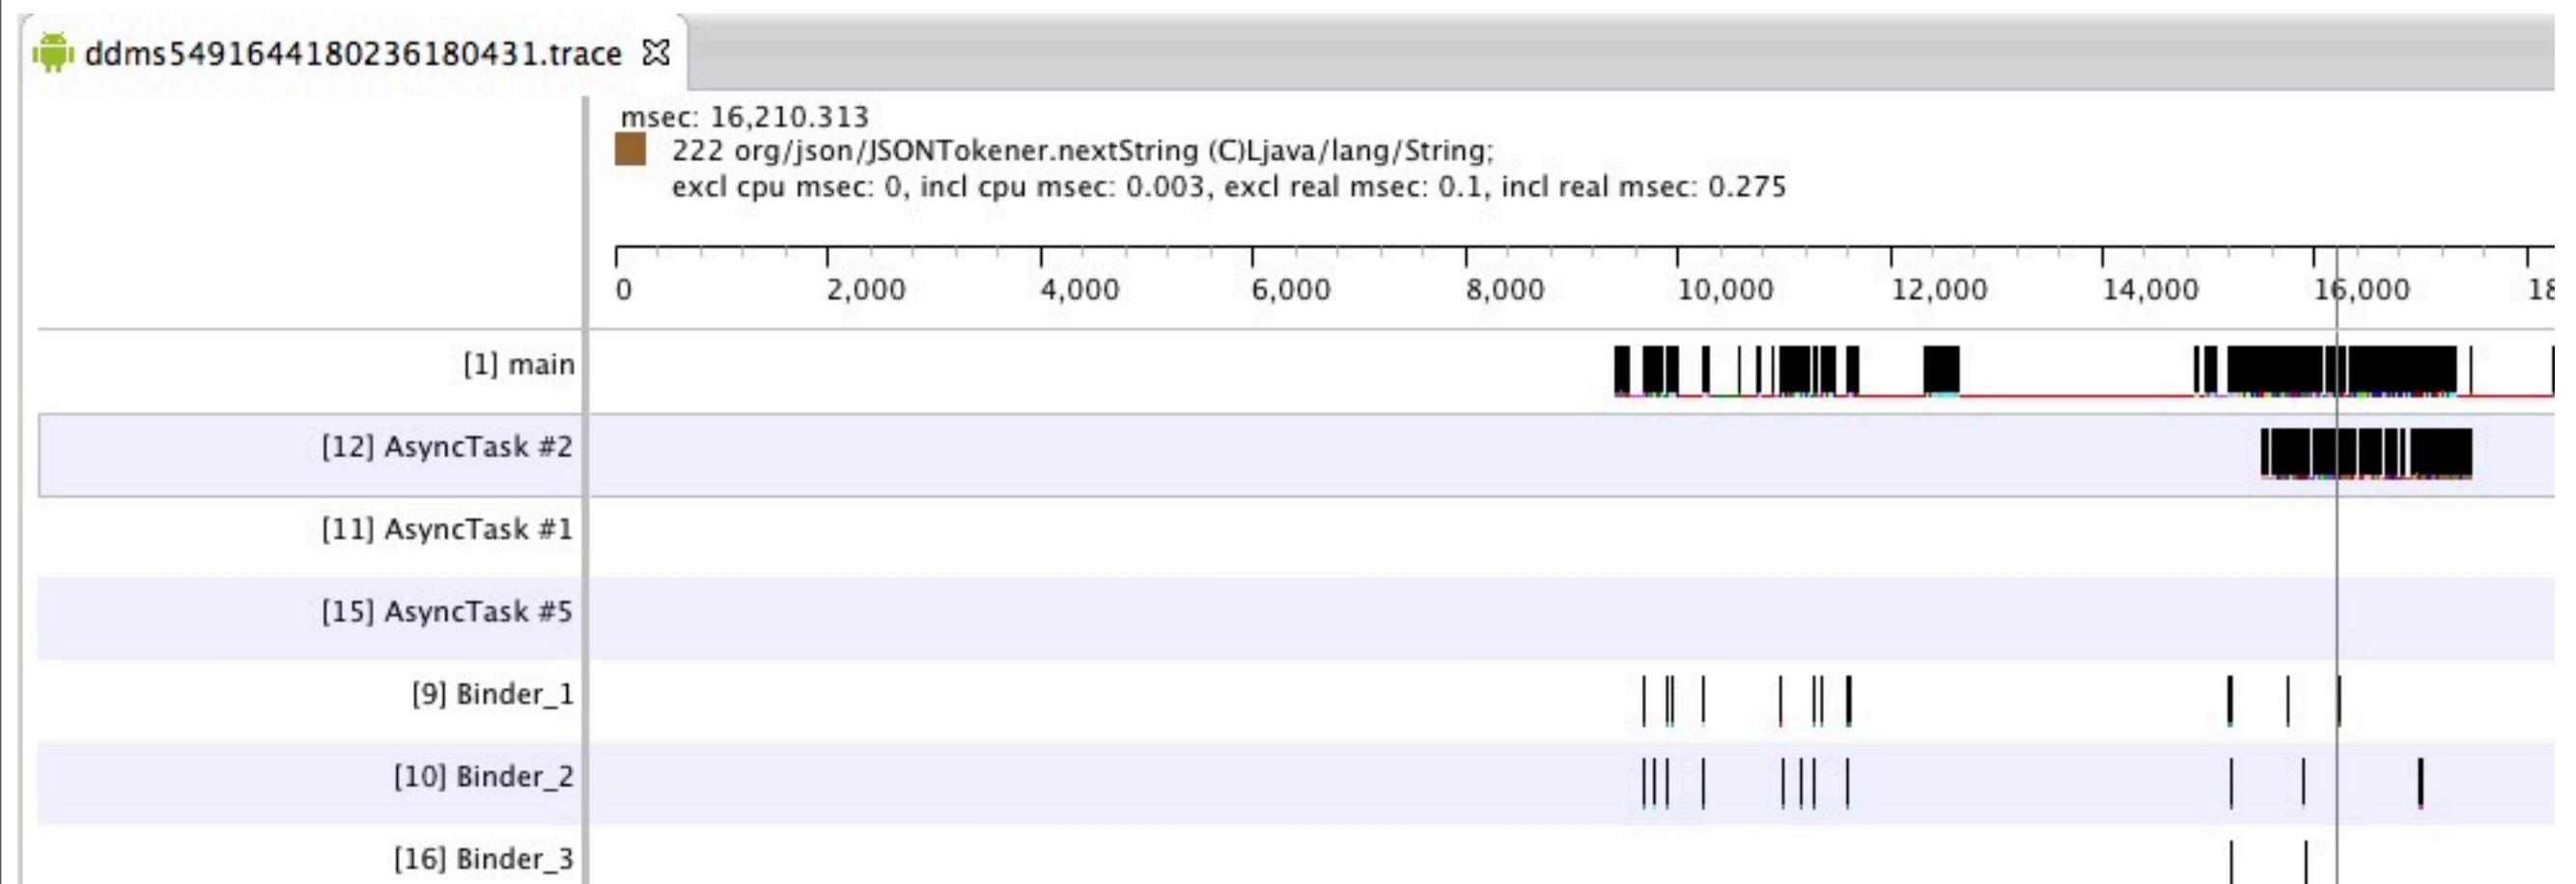 ddms5491644180236180431.trace
msec: 16,210.313
222 org/json/JSONTokener.nextString (C)Ljava/lang/String;
excl cpu msec: 0, incl cpu msec: 0.003, excl real msec: 0.1, incl real msec: 0.275
0 2,000 4,000 6,000 8,000 10,000 12,000 14,000 16,000 18
[1] main
[12] AsyncTask #2
[11] AsyncTask #1
[15] AsyncTask #5
[9] Binder_1
[10] Binder_2
[16] Binder_3